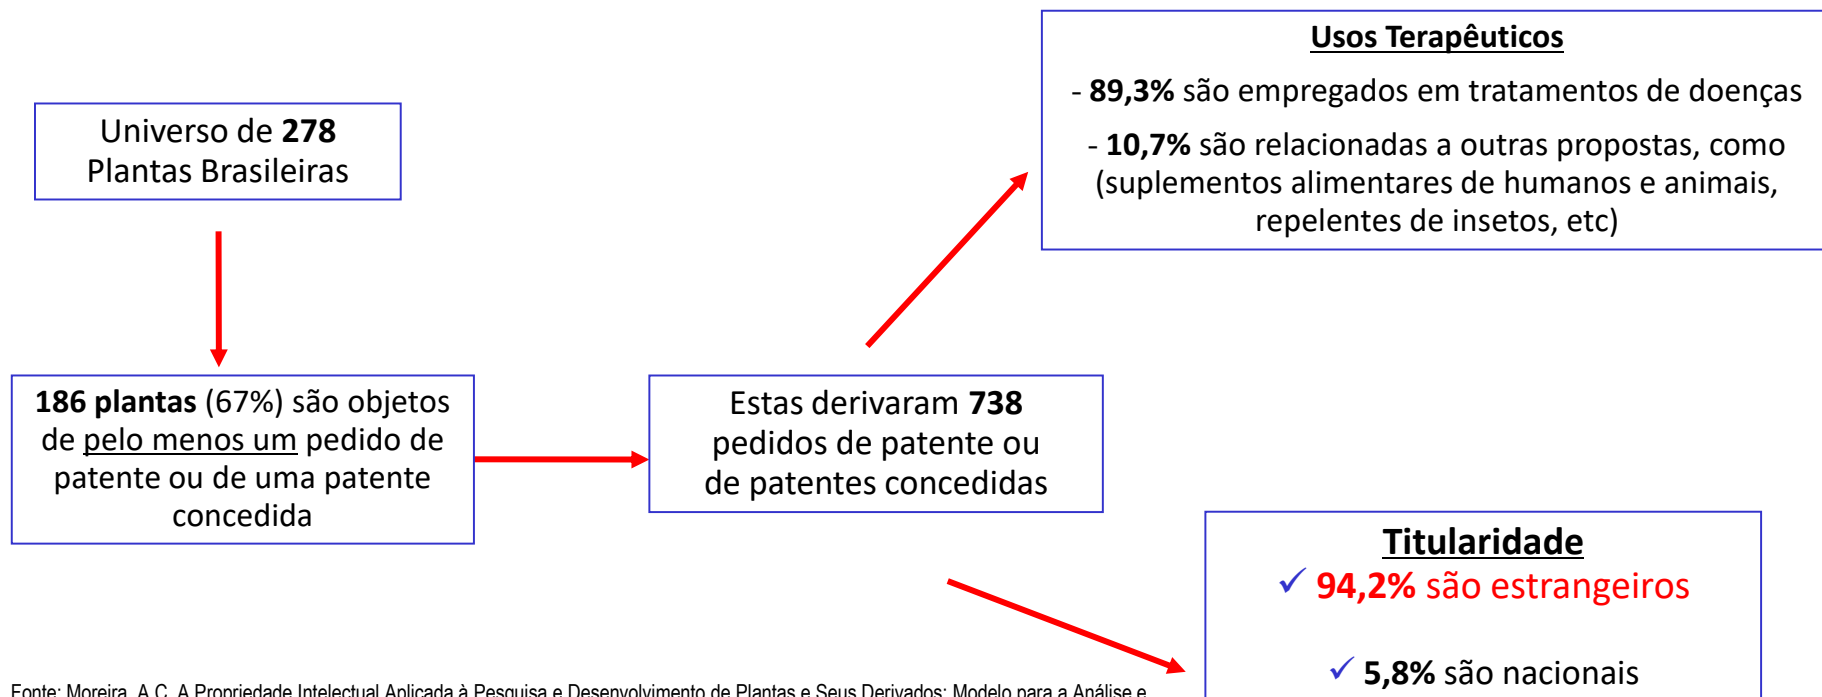 Universo de 278
Plantas Brasileiras
186 plantas (67%) são objetos
de pelo menos um pedido de
patente ou de uma patente
concedida
Estas derivaram 738
pedidos de patente ou
de patentes concedidas
Usos Terapêuticos
- 89,3% são empregados em tratamentos de doenças
- 10,7% são relacionadas a outras propostas, como
(suplementos alimentares de humanos e animais,
repelentes de insetos, etc)
Titularidade
✓ 94,2% são estrangeiros
✓ 5,8% são nacionais
Fonte: Moreira, A.C. A Propriedade Intelectual Aplicada à Pesquisa e Desenvolvimento de Plantas e Seus Derivados: Modelo para a Análise e